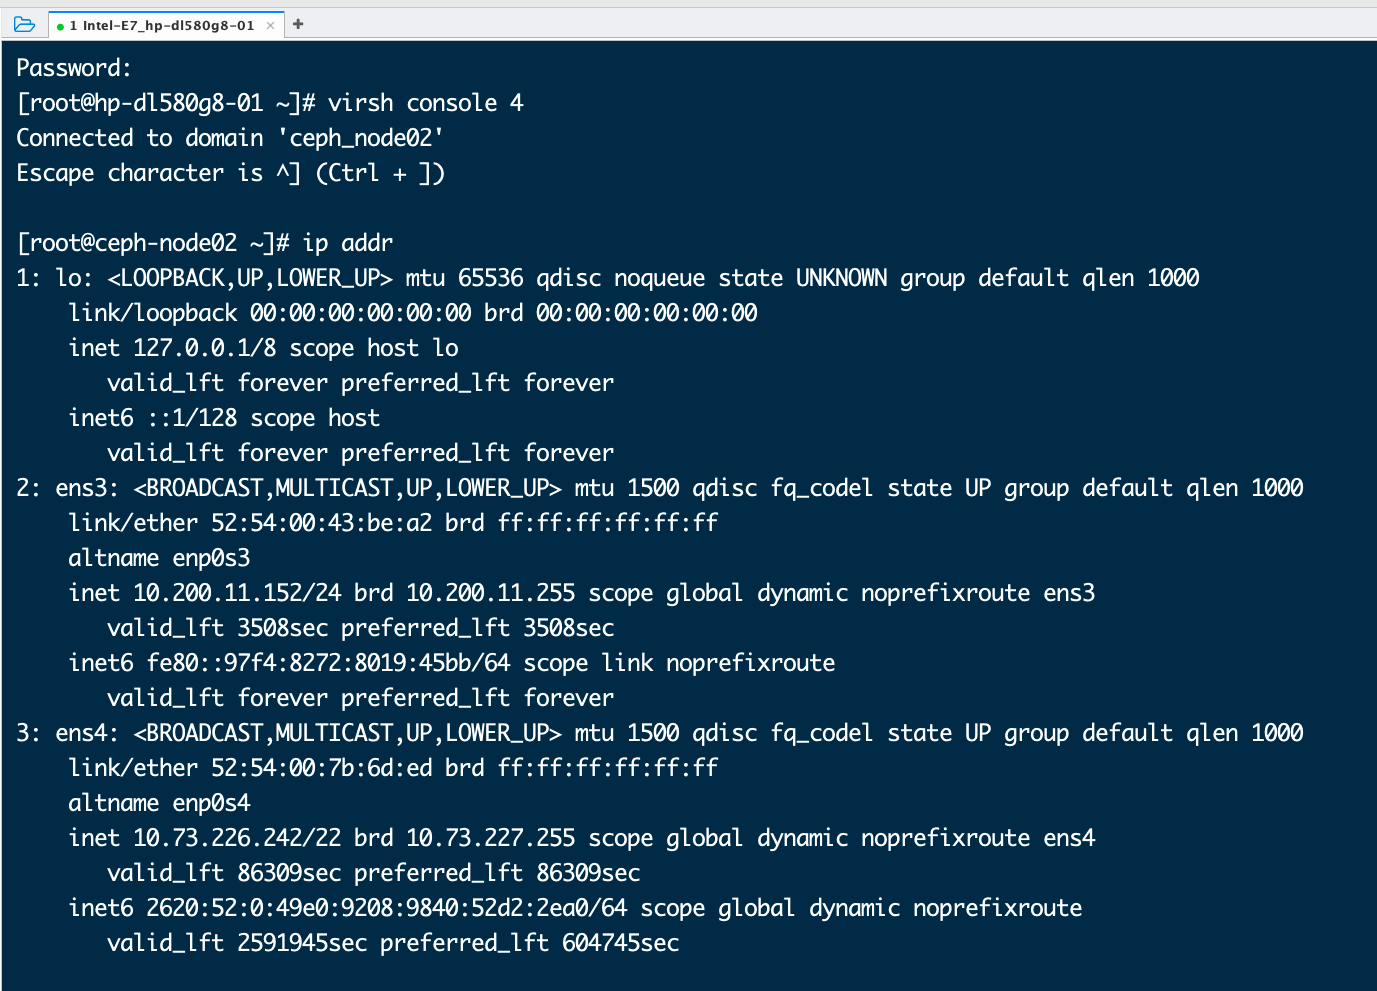 1 Intel-E7_hp-dl580g8-01 × +
Password:
[root@hp-dl580g8-01 ~]# virsh console 4
Connected to domain 'ceph_node02'
Escape character is ^] (Ctrl + ])
[root@ceph-node02 ~]# ip addr
1: lo: <LOOPBACK,UP,LOWER_UP> mtu 65536 qdisc noqueue state UNKNOWN group default qlen 1000
    link/loopback 00:00:00:00:00:00 brd 00:00:00:00:00:00
    inet 127.0.0.1/8 scope host lo
       valid_lft forever preferred_lft forever
    inet6 ::1/128 scope host
       valid_lft forever preferred_lft forever
2: ens3: <BROADCAST,MULTICAST,UP,LOWER_UP> mtu 1500 qdisc fq_codel state UP group default qlen 1000
    link/ether 52:54:00:43:be:a2 brd ff:ff:ff:ff:ff:ff
    altname enp0s3
    inet 10.200.11.152/24 brd 10.200.11.255 scope global dynamic noprefixroute ens3
       valid_lft 3508sec preferred_lft 3508sec
    inet6 fe80::97f4:8272:8019:45bb/64 scope link noprefixroute
       valid_lft forever preferred_lft forever
3: ens4: <BROADCAST,MULTICAST,UP,LOWER_UP> mtu 1500 qdisc fq_codel state UP group default qlen 1000
    link/ether 52:54:00:7b:6d:ed brd ff:ff:ff:ff:ff:ff
    altname enp0s4
    inet 10.73.226.242/22 brd 10.73.227.255 scope global dynamic noprefixroute ens4
       valid_lft 86309sec preferred_lft 86309sec
    inet6 2620:52:0:49e0:9208:9840:52d2:2ea0/64 scope global dynamic noprefixroute
       valid_lft 2591945sec preferred_lft 604745sec